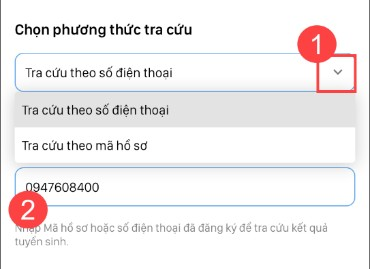 Chọn phương thức tra cứu
1
Tra cứu theo số điện thoại
Tra cứu theo số điện thoại
Tra cứu theo mã hồ sơ
0947608400
2
Nhập Mã hồ sơ hoặc số điện thoại đã đăng ký để tra cứu kết quả
tuyển sinh.